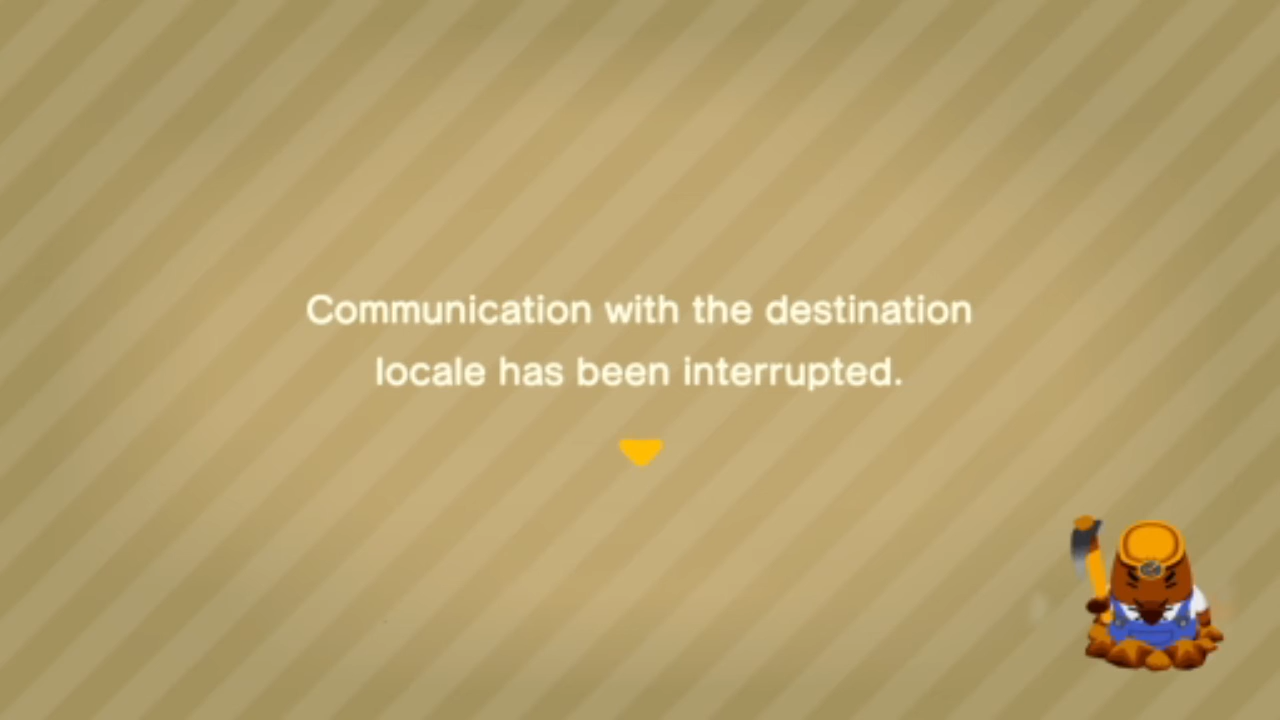 Communication with the destination
locale has been interrupted.